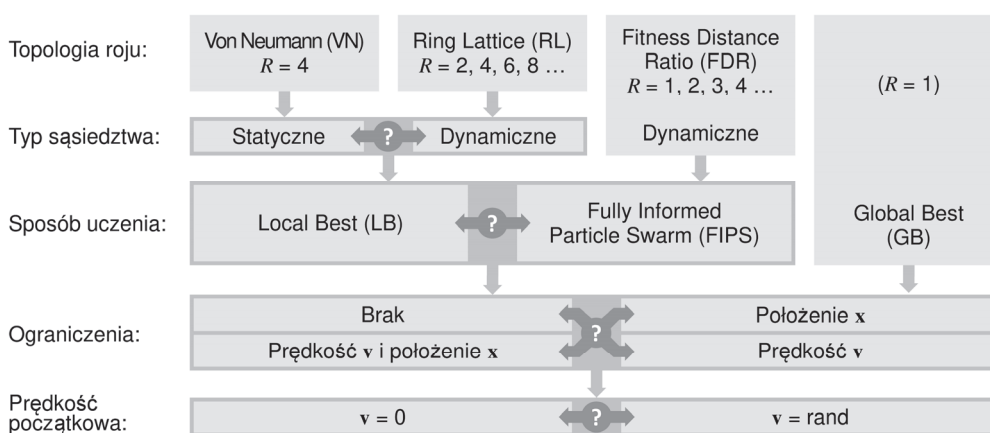 Topologia roju:
Von Neumann (VN)
R = 4
Ring Lattice (RL)
R = 2, 4, 6, 8 …
Fitness Distance
Ratio (FDR)
R = 1, 2, 3, 4 …
(R = 1)
Typ sąsiedztwa:
Statyczne
?
Dynamiczne
Dynamiczne
Sposób uczenia:
Local Best (LB)
?
Fully Informed
Particle Swarm (FIPS)
Global Best
(GB)
Ograniczenia:
Brak
?
Położenie x
Prędkość v i położenie x
Prędkość v
Prędkość
początkowa:
v = 0
?
v = rand